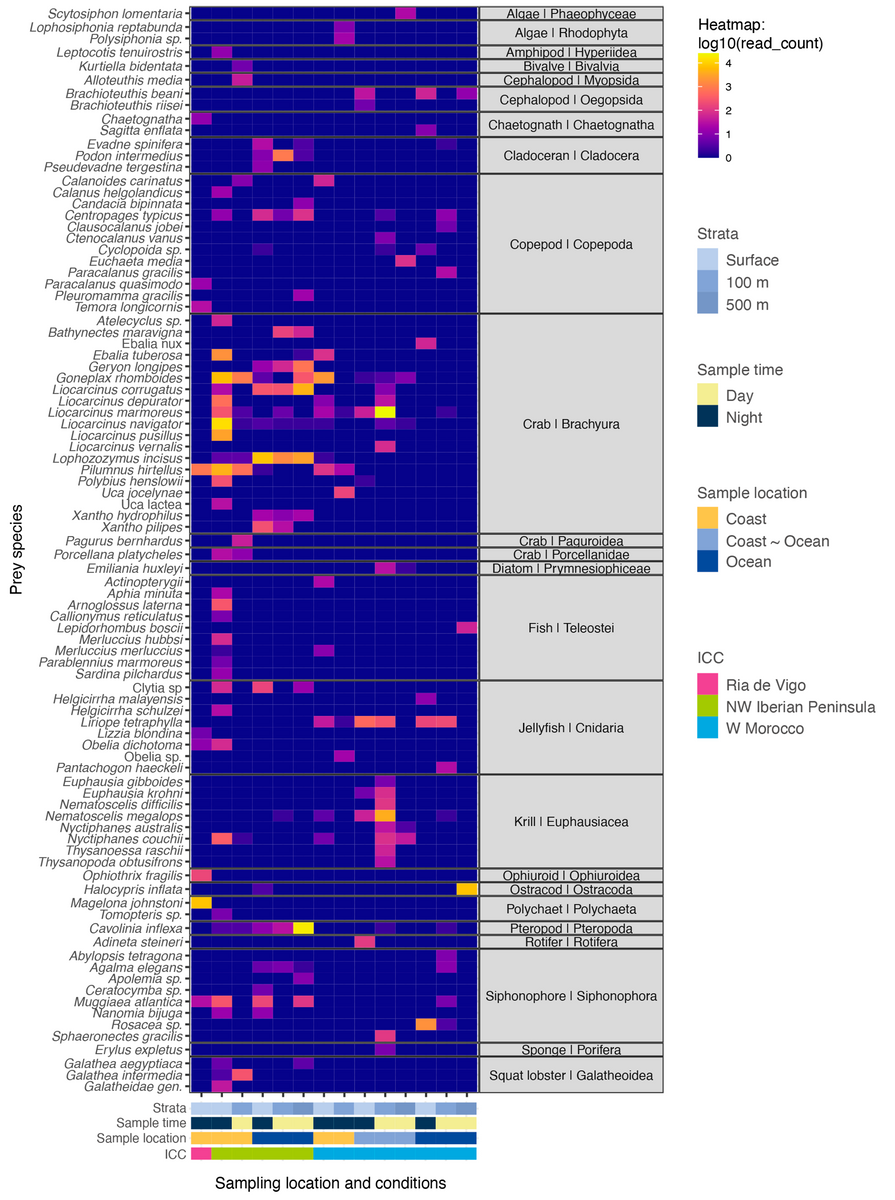 Scytosiphon lomentaria
Algae | Phaeophyceae
Lophosiphonia reptabunda
Polysiphonia sp.
Algae | Rhodophyta
Leptocotis tenuirostris
Amphipod | Hyperiidea
Kurtiella bidentata
Bivalve | Bivalvia
Alloteuthis media
Cephalopod | Myopsida
Brachioteuthis beani
Brachioteuthis riisei
Cephalopod | Oegopsida
Chaetognatha
Sagitta enflata
Chaetognath | Chaetognatha
Evadne spinifera
Podon intermedius
Pseudevadne tergestina
Cladoceran | Cladocera
Calanoides carinatus
Calanus helgolandicus
Candacia bipinnata
Centropages typicus
Clausocalanus jobei
Ctenocalanus vanus
Cyclopoida sp.
Euchaeta media
Paracalanus gracilis
Paracalanus quasimodo
Pleuromamma gracilis
Temora longicornis
Copepod | Copepoda
Atelecyclus sp.
Bathynectes maravigna
Ebalia nux
Ebalia tuberosa
Geryon longipes
Goneplax rhomboides
Liocarcinus corrugatus
Liocarcinus depurator
Liocarcinus marmoreus
Liocarcinus navigator
Liocarcinus pusillus
Liocarcinus vernalis
Lophozozymus incisus
Pilumnus hirtellus
Polybius henslowii
Uca jocelynae
Uca lactea
Xantho hydrophilus
Xantho pilipes
Crab | Brachyura
Pagurus bernhardus
Crab | Paguroidea
Porcellana platycheles
Crab | Porcellanidae
Emiliania huxleyi
Diatom | Prymnesiophiceae
Actinopterygii
Aphia minuta
Arnoglossus laterna
Callionymus reticulatus
Lepidorhombus boscii
Merluccius hubbsi
Merluccius merluccius
Parablennius marmoreus
Sardina pilchardus
Fish | Teleostei
Clytia sp
Helgicirrha malayensis
Helgicirrha schulzei
Liriope tetraphylla
Lizzia blondina
Obelia dichotoma
Obelia sp.
Pantachogon haeckeli
Jellyfish | Cnidaria
Euphausia gibboides
Euphausia krohni
Nematoscelis difficilis
Nematoscelis megalops
Nyctiphanes australis
Nyctiphanes couchii
Thysanoessa raschii
Thysanopoda obtusifrons
Krill | Euphausiacea
Ophiothrix fragilis
Ophiuroid | Ophiuroidea
Halocypris inflata
Ostracod | Ostracoda
Magelona johnstoni
Tomopteris sp.
Polychaet | Polychaeta
Cavolinia inflexa
Pteropod | Pteropoda
Adineta steineri
Rotifer | Rotifera
Abylopsis tetragona
Agalma elegans
Apolemia sp.
Ceratocymba sp.
Muggiaea atlantica
Nanomia bijuga
Rosacea sp.
Sphaeronectes gracilis
Siphonophore | Siphonophora
Erylus expletus
Sponge | Porifera
Galathea aegyptiaca
Galathea intermedia
Galatheidae gen.
Squat lobster | Galatheoidea
Prey species
Strata
Sample time
Sample location
ICC
Sampling location and conditions
Heatmap:
log10(read_count)
4
3
2
1
0
Strata
Surface
100 m
500 m
Sample time
Day
Night
Sample location
Coast
Coast ~ Ocean
Ocean
ICC
Ria de Vigo
NW Iberian Peninsula
W Morocco